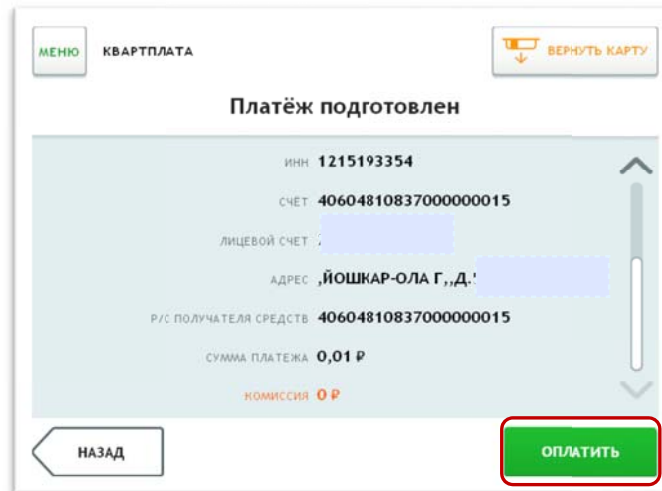 МЕНЮ КВАРТПЛАТА ВЕРНУТЬ КАРТУ
Платёж подготовлен
ИНН 1215193354
СЧЁТ 40604810837000000015
ЛИЦЕВОЙ СЧЕТ
АДРЕС ,ЙОШКАР-ОЛА Г,,Д.
Р/С ПОЛУЧАТЕЛЯ СРЕДСТВ 40604810837000000015
СУММА ПЛАТЕЖА 0,01 ₽
КОМИССИЯ 0 ₽
НАЗАД ОПЛАТИТЬ